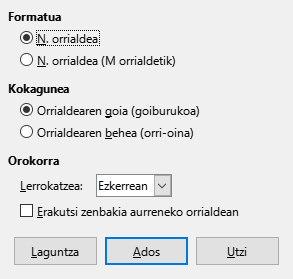 Formatua
N. orrialdea
N. orrialdea (M orrialdetik)
Kokagunea
Orrialdearen goia (goiburukoa)
Orrialdearen behea (orri-oina)
Orokorra
Lerrokatzea: Ezkerrean
Erakutsi zenbakia aurreneko orrialdean
Laguntza Ados Utzi